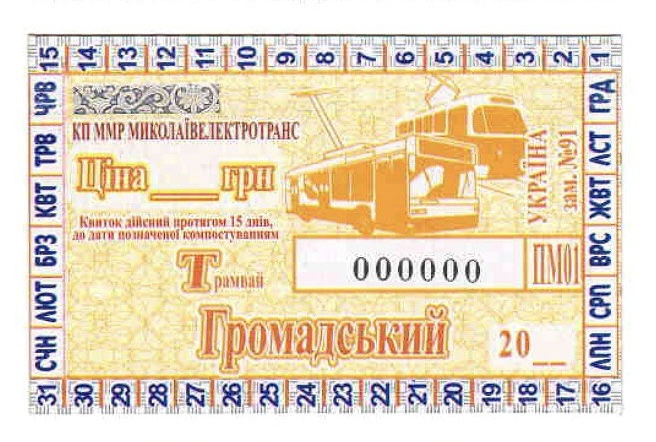 15 14 13 12 11 10 9 8 7 6 5 4 3 2 1
ЧРВ
ТРВ
КВТ
БРЗ
ЛЮТ
СЧН
КП ММР МИКОЛАЇВЕЛЕКТРОТРАНС
Ціна ___ грн
Квиток дійсний протягом 15 днів,
до дати позначеної компостуванням
Трамвай
000000
ПМ01
Громадський
20__
УКРАЇНА
зам. №91
ГРД
ЛСТ
ЖВТ
ВРС
СРП
ЛПН
31 30 29 28 27 26 25 24 23 22 21 20 19 18 17 16